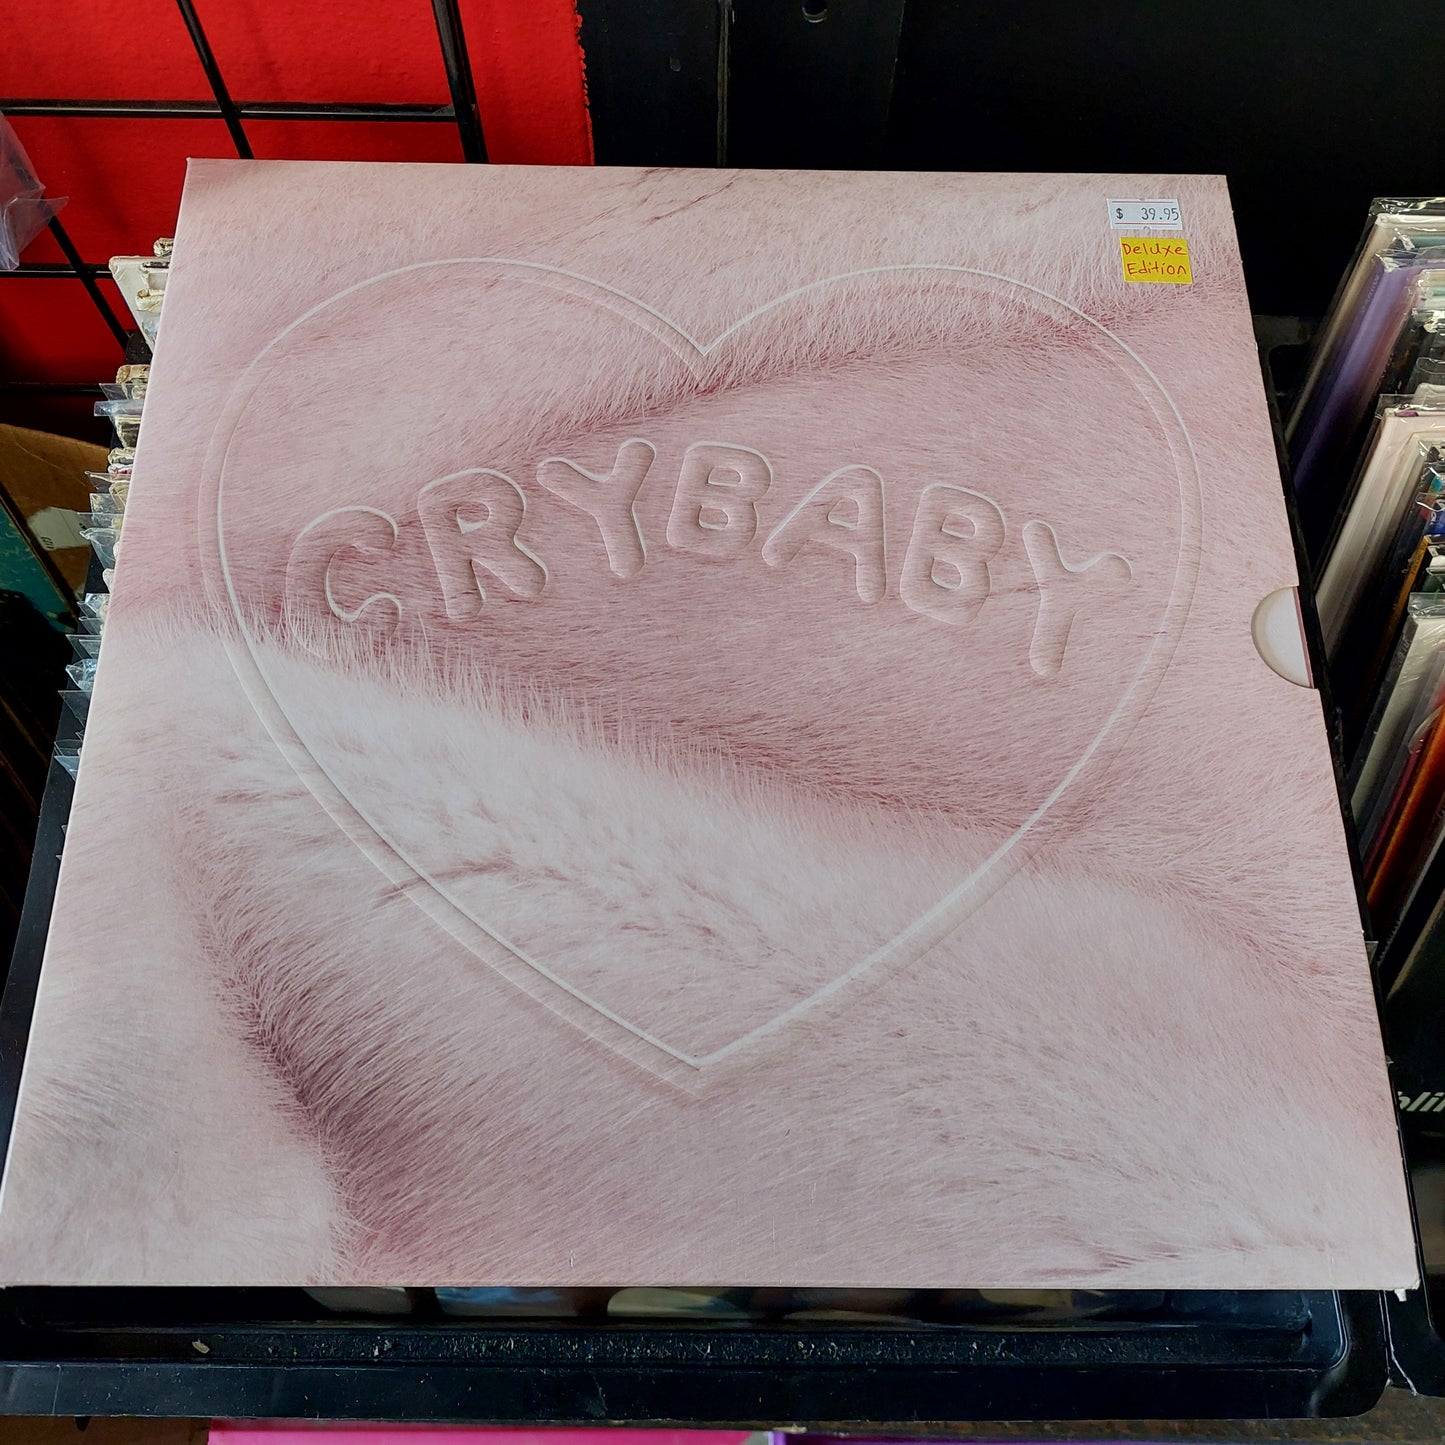 $ 39.95
Deluxe
Edition
CRYBABY